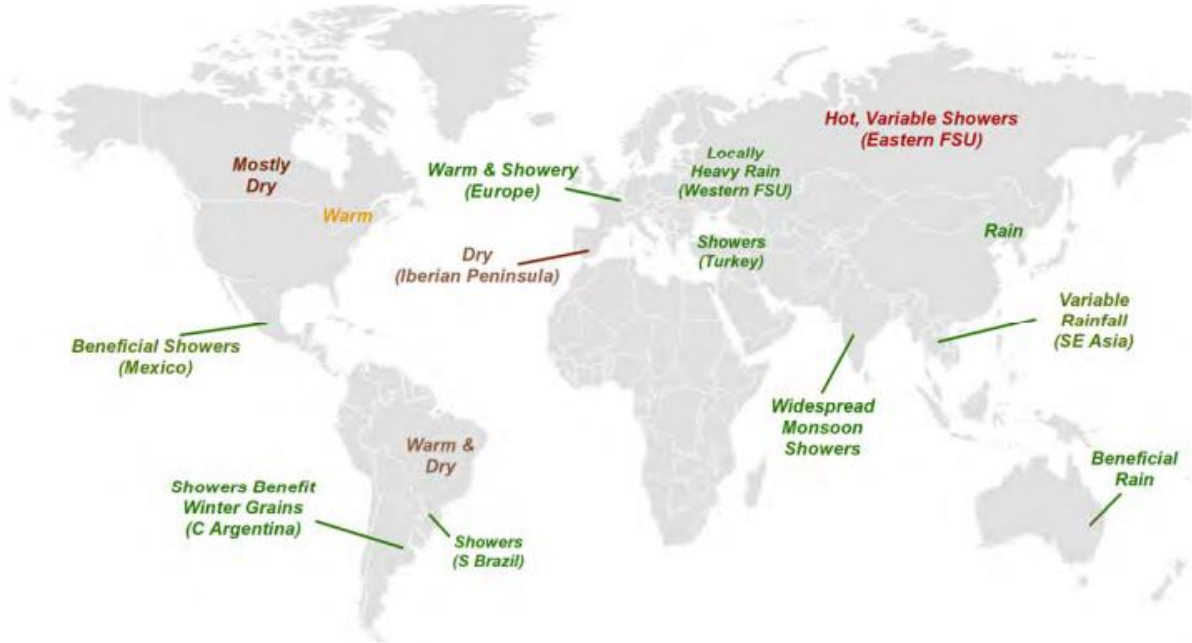 Hot, Variable Showers
(Eastern FSU)
Locally
Heavy Rain
(Western FSU)
Mostly
Dry
Warm & Showery
(Europe)
Warm
Rain
Showers
(Turkey)
Dry
(Iberian Peninsula)
Variable
Rainfall
(SE Asia)
Beneficial Showers
(Mexico)
Widespread
Monsoon
Showers
Warm &
Dry
Beneficial
Rain
Showers Benefit
Winter Grains
(C Argentina)
Showers
(S Brazil)